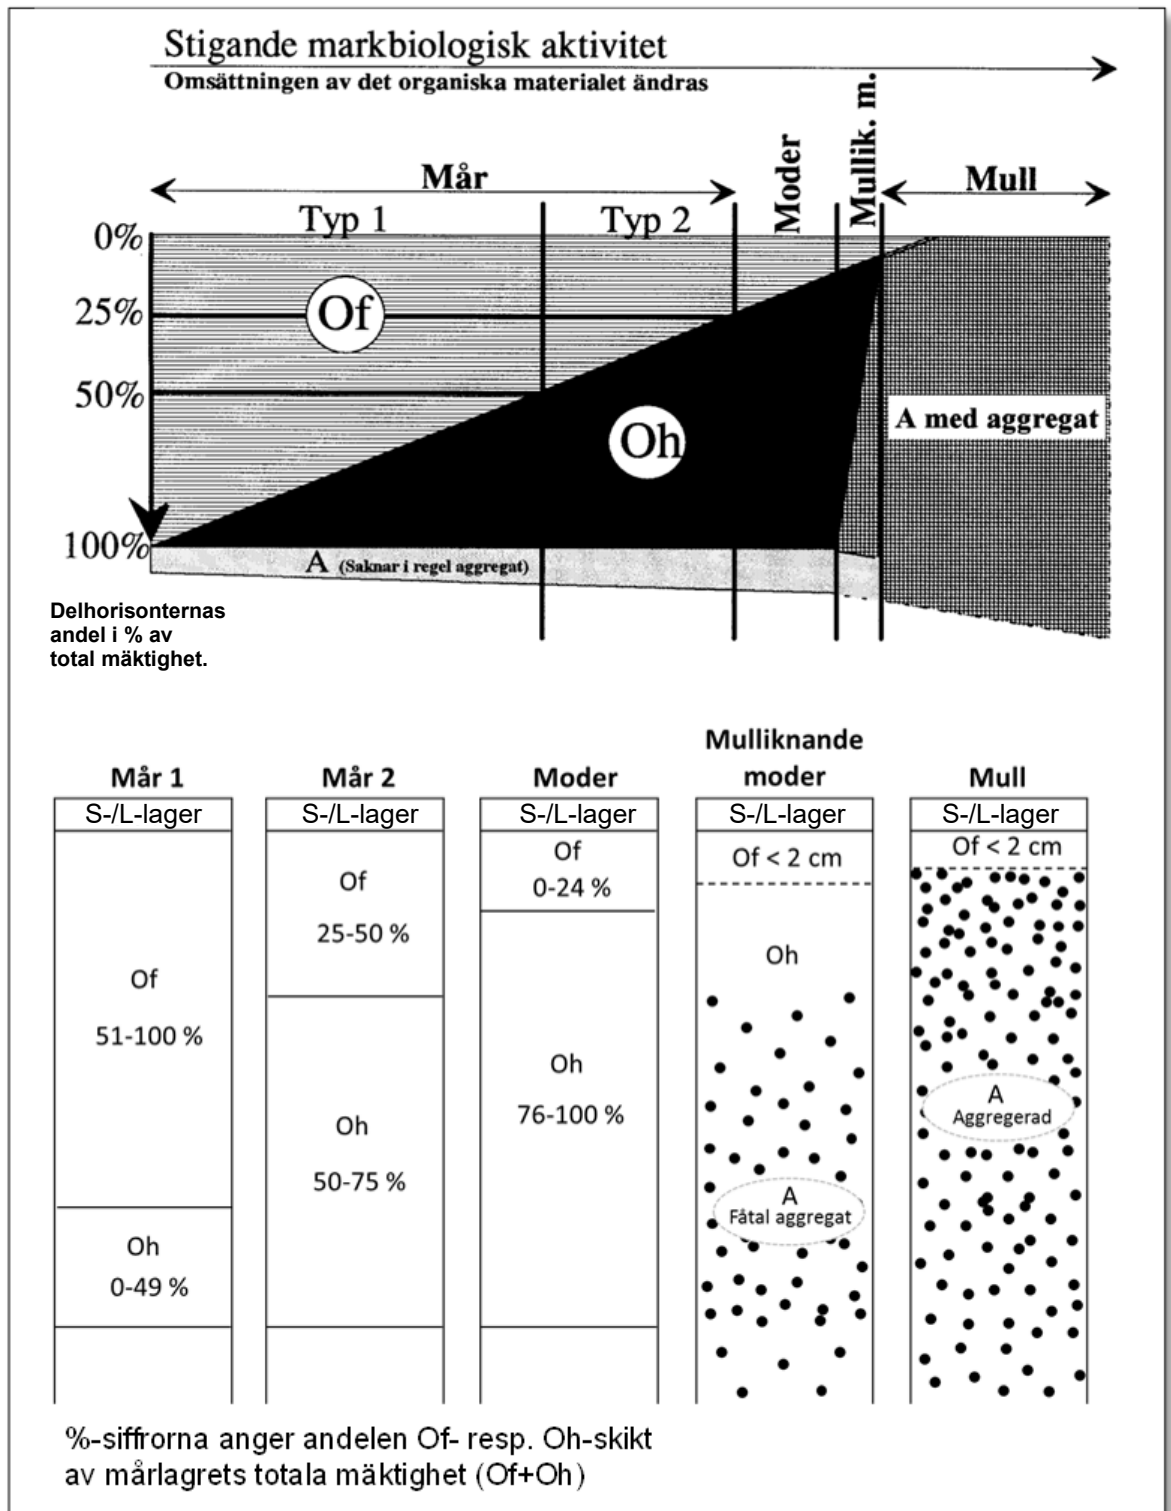 Stigande markbiologisk aktivitet
Omsättningen av det organiska materialet ändras
Mår
Moder
Mullik. m.
Mull
Typ 1
Typ 2
0%
25%
50%
100%
Of
Oh
A med aggregat
A (Saknar i regel aggregat)
Delhorisonternas
andel i % av
total mäktighet.
Mår 1
S-/L-lager
Of
51-100 %
Oh
0-49 %
Mår 2
S-/L-lager
Of
25-50 %
Oh
50-75 %
Moder
S-/L-lager
Of
0-24 %
Oh
76-100 %
Mulliknande
moder
S-/L-lager
Of < 2 cm
Oh
A
Fåtal aggregat
Mull
S-/L-lager
Of < 2 cm
A
Aggregerad
%-siffrorna anger andelen Of- resp. Oh-skikt
av mårlagrets totala mäktighet (Of+Oh)